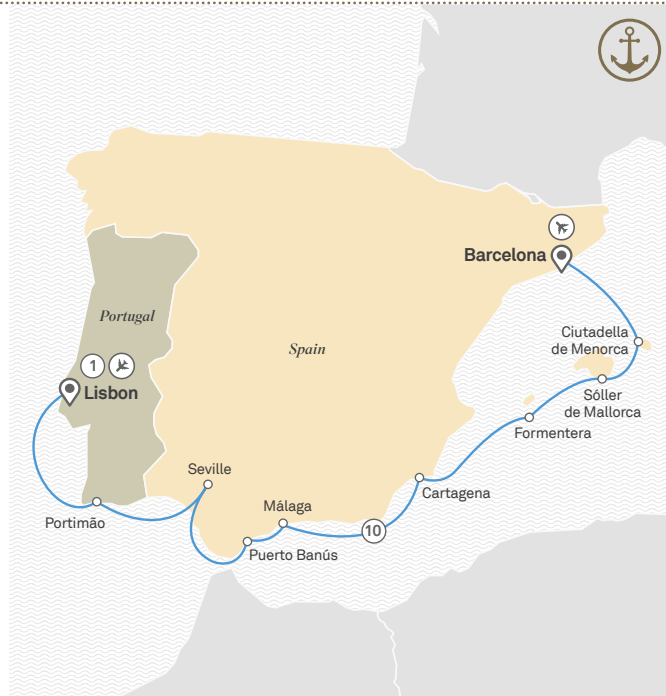 Barcelona
Portugal
Spain
Ciutadella
de Menorca
1
Lisbon
Sóller
de Mallorca
Formentera
Seville
Cartagena
Málaga
Portimão
10
Puerto Banús